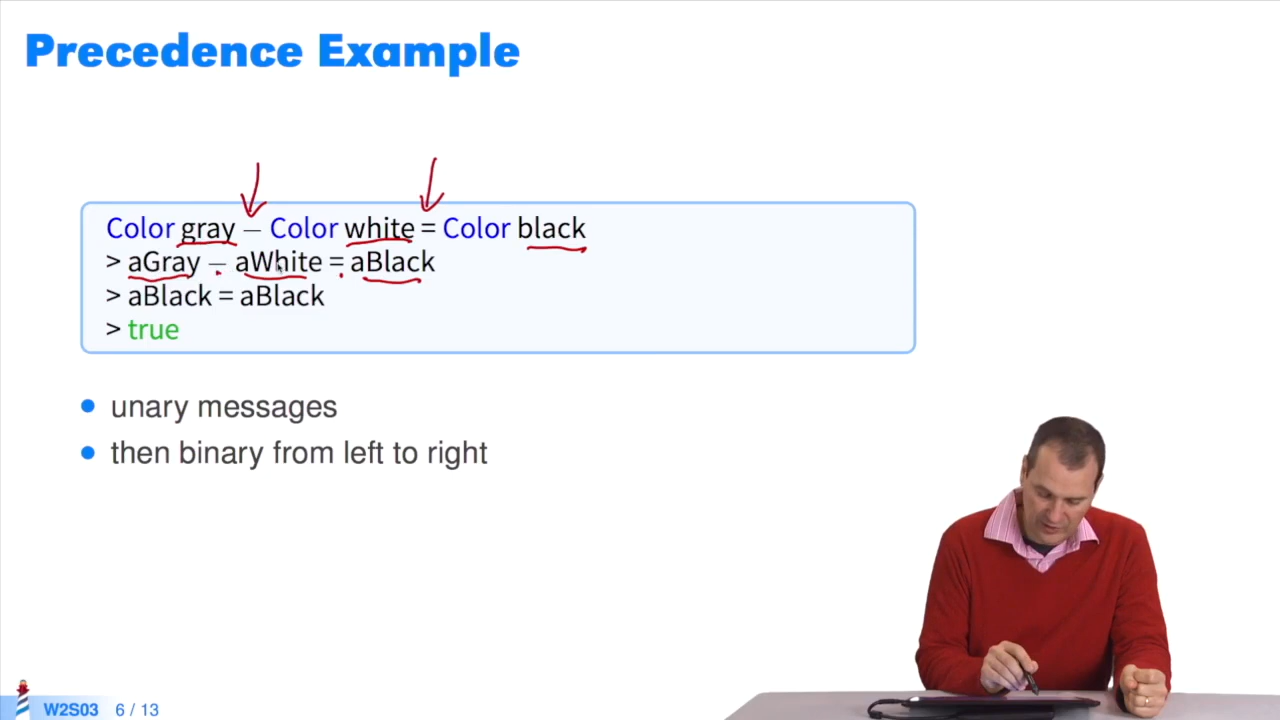 Precedence Example
Color gray – Color white = Color black
> aGray – aWhite = aBlack
> aBlack = aBlack
> true
unary messages
then binary from left to right
W2S03 6 / 13